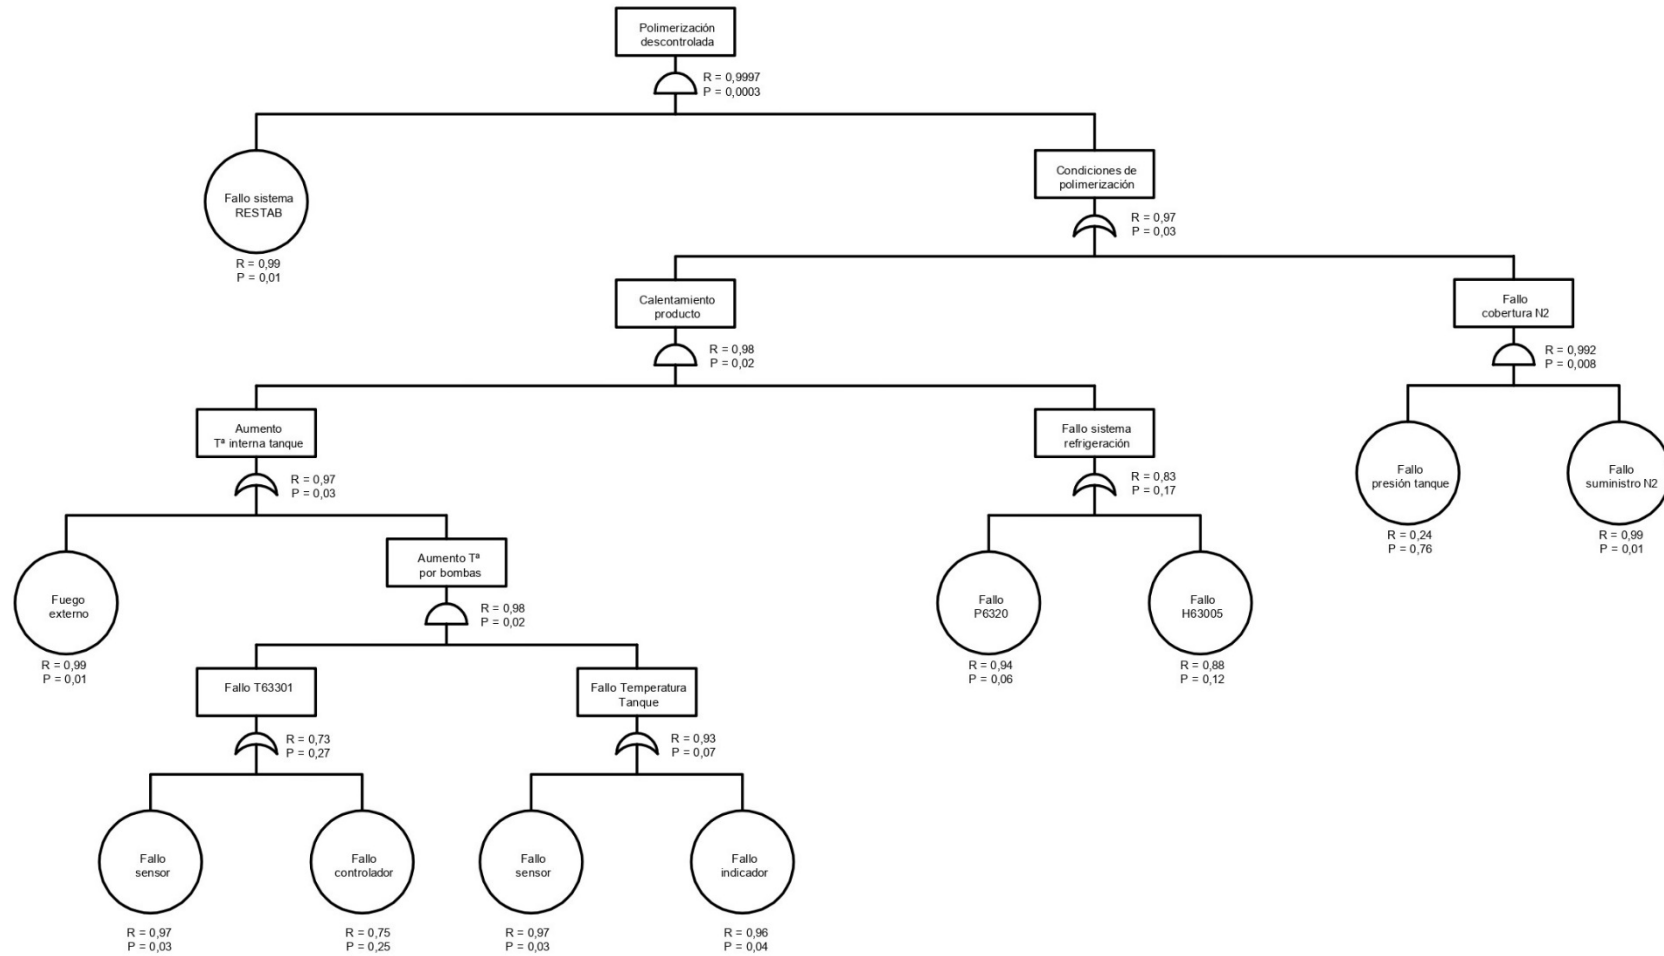 Polimerización
descontrolada
R = 0,9997
P = 0,0003
Fallo sistema
RESTAB
R = 0,99
P = 0,01
Condiciones de
polimerización
R = 0,97
P = 0,03
Calentamiento
producto
R = 0,98
P = 0,02
Fallo
cobertura N2
R = 0,992
P = 0,008
Aumento
Tª interna tanque
R = 0,97
P = 0,03
Fallo sistema
refrigeración
R = 0,83
P = 0,17
Fallo
presión tanque
R = 0,24
P = 0,76
Fallo
suministro N2
R = 0,99
P = 0,01
Fuego
externo
R = 0,99
P = 0,01
Aumento Tª
por bombas
R = 0,98
P = 0,02
Fallo
P6320
R = 0,94
P = 0,06
Fallo
H63005
R = 0,88
P = 0,12
Fallo T63301
R = 0,73
P = 0,27
Fallo Temperatura
Tanque
R = 0,93
P = 0,07
Fallo
sensor
R = 0,97
P = 0,03
Fallo
controlador
R = 0,75
P = 0,25
Fallo
sensor
R = 0,97
P = 0,03
Fallo
indicador
R = 0,96
P = 0,04